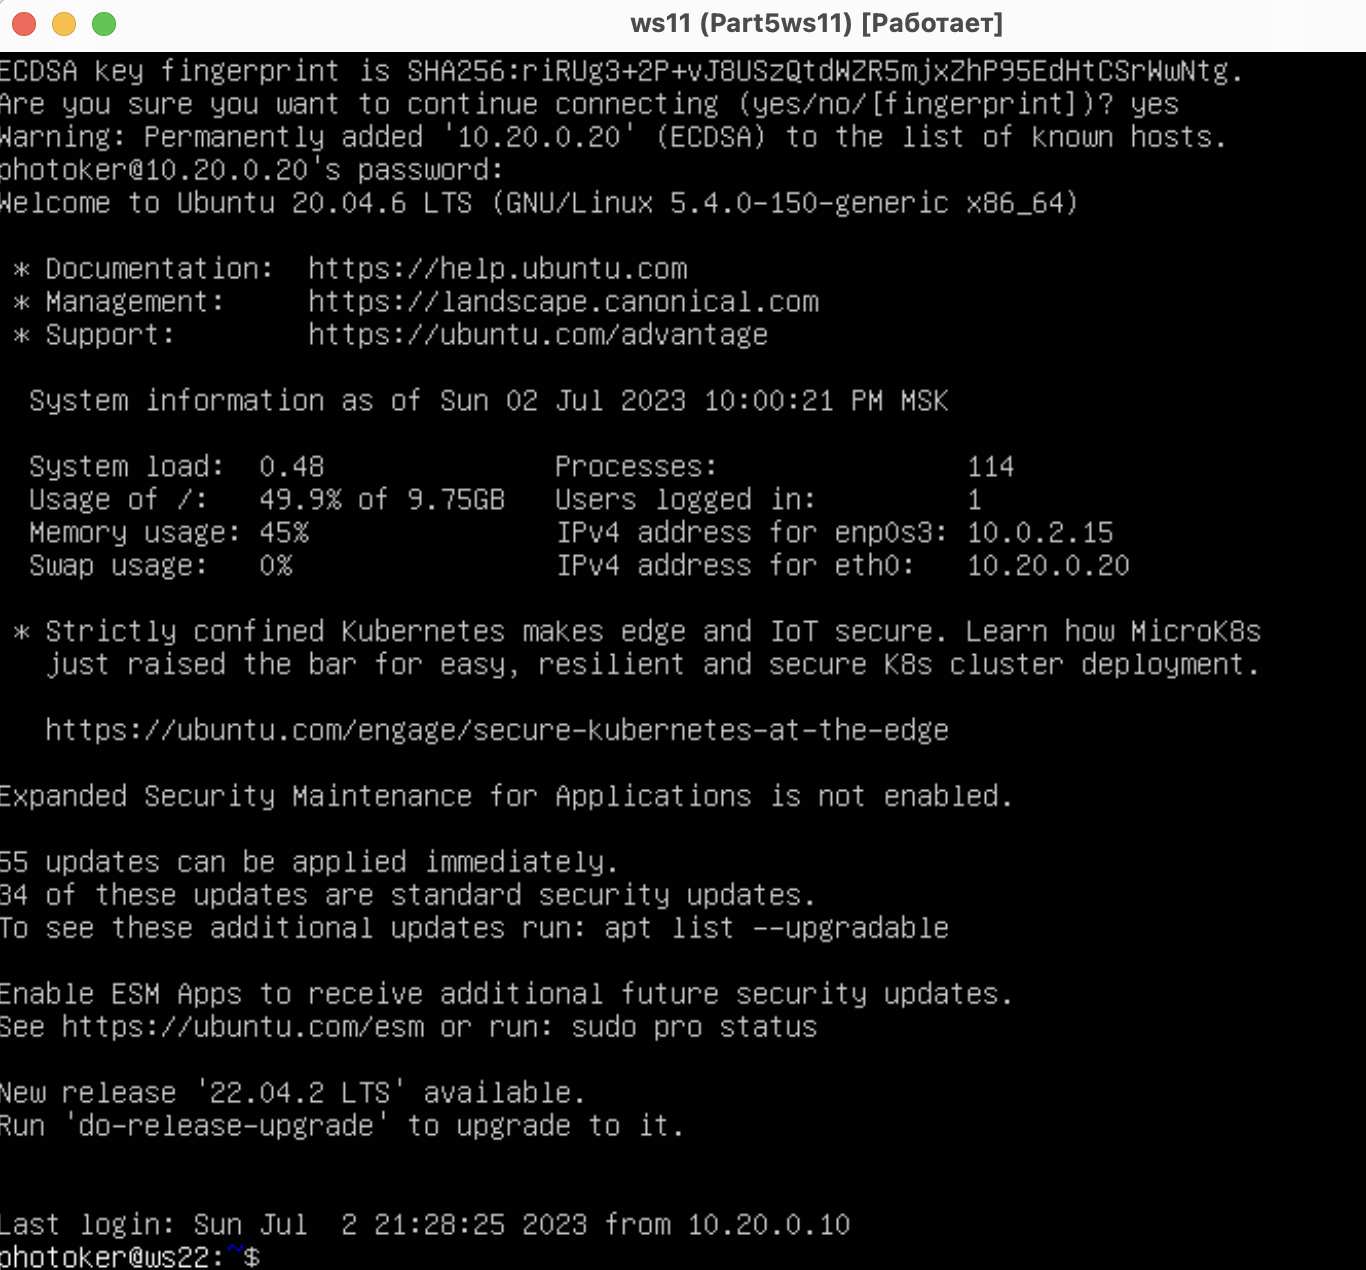 ws11 (Part5ws11) [Работает]
ECDSA key fingerprint is SHA256:riRUg3+2P+vJ8USzQtdWZR5mjxZhP95EdHtCSrWwNtg.
Are you sure you want to continue connecting (yes/no/[fingerprint])? yes
Warning: Permanently added '10.20.0.20' (ECDSA) to the list of known hosts.
photoker@10.20.0.20's password:
Welcome to Ubuntu 20.04.6 LTS (GNU/Linux 5.4.0-150-generic x86_64)
* Documentation:  https://help.ubuntu.com
* Management:     https://landscape.canonical.com
* Support:        https://ubuntu.com/advantage
System information as of Sun 02 Jul 2023 10:00:21 PM MSK
System load:  0.48               Processes:               114
Usage of /:   49.9% of 9.75GB   Users logged in:         1
Memory usage: 45%                IPv4 address for enp0s3: 10.0.2.15
Swap usage:   0%                 IPv4 address for eth0:   10.20.0.20
* Strictly confined Kubernetes makes edge and IoT secure. Learn how MicroK8s
just raised the bar for easy, resilient and secure K8s cluster deployment.
https://ubuntu.com/engage/secure-kubernetes-at-the-edge
Expanded Security Maintenance for Applications is not enabled.
55 updates can be applied immediately.
34 of these updates are standard security updates.
To see these additional updates run: apt list --upgradable
Enable ESM Apps to receive additional future security updates.
See https://ubuntu.com/esm or run: sudo pro status
New release '22.04.2 LTS' available.
Run 'do-release-upgrade' to upgrade to it.
Last login: Sun Jul  2 21:28:25 2023 from 10.20.0.10
photoker@ws22:~$